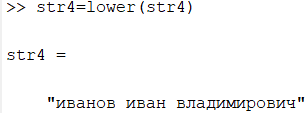 >> str4=lower(str4)
str4 =
"иванов иван владимирович"